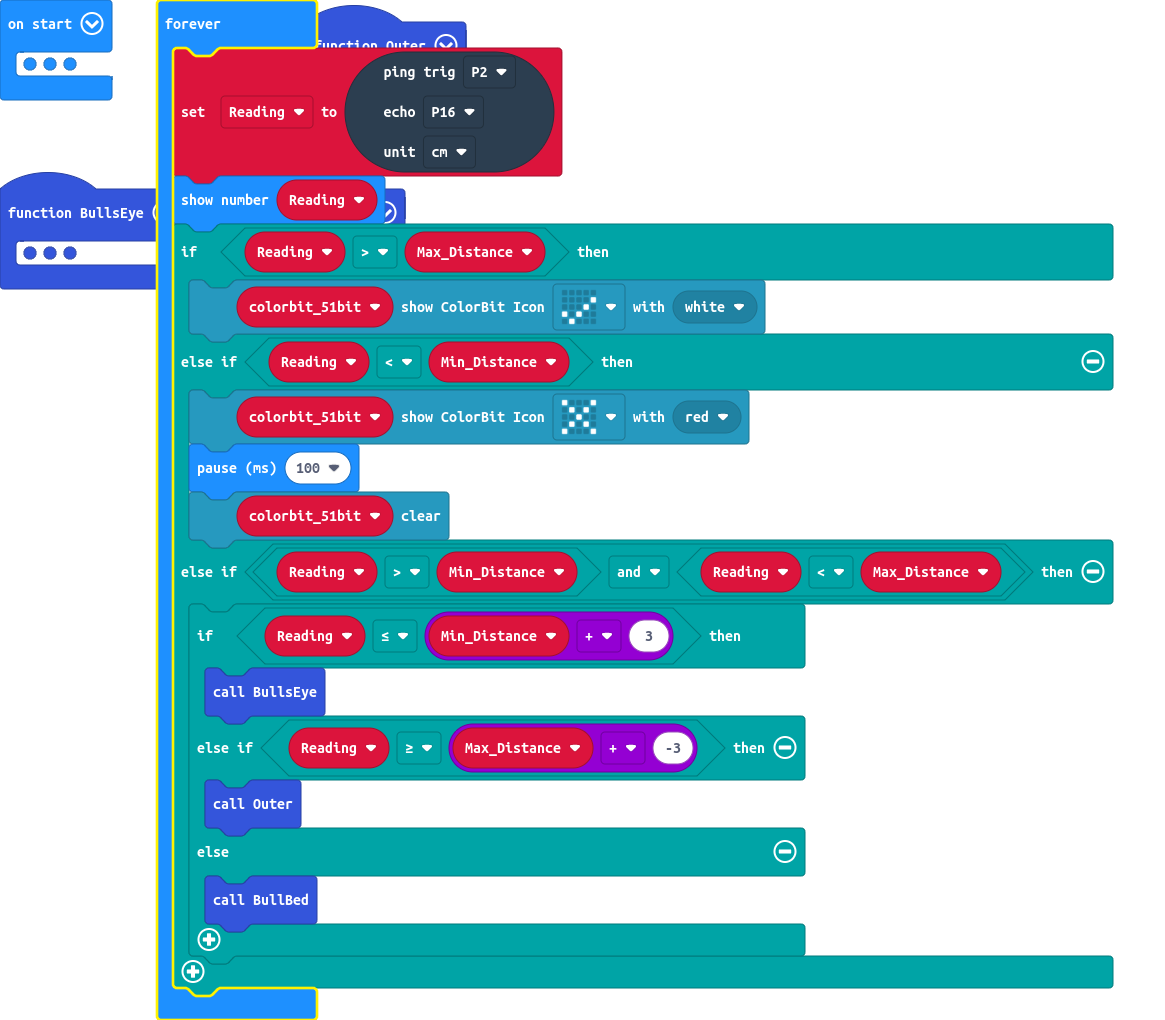 on start
forever
function Outer
ping trig P2
set Reading to echo P16
unit cm
show number Reading
function BullsEye
if Reading > Max_Distance then
colorbit_51bit show ColorBit Icon with white
else if Reading < Min_Distance then
colorbit_51bit show ColorBit Icon with red
pause (ms) 100
colorbit_51bit clear
else if Reading > Min_Distance and Reading < Max_Distance then
if Reading ≤ Min_Distance + 3 then
call BullsEye
else if Reading ≥ Max_Distance + -3 then
call Outer
else
call BullBed